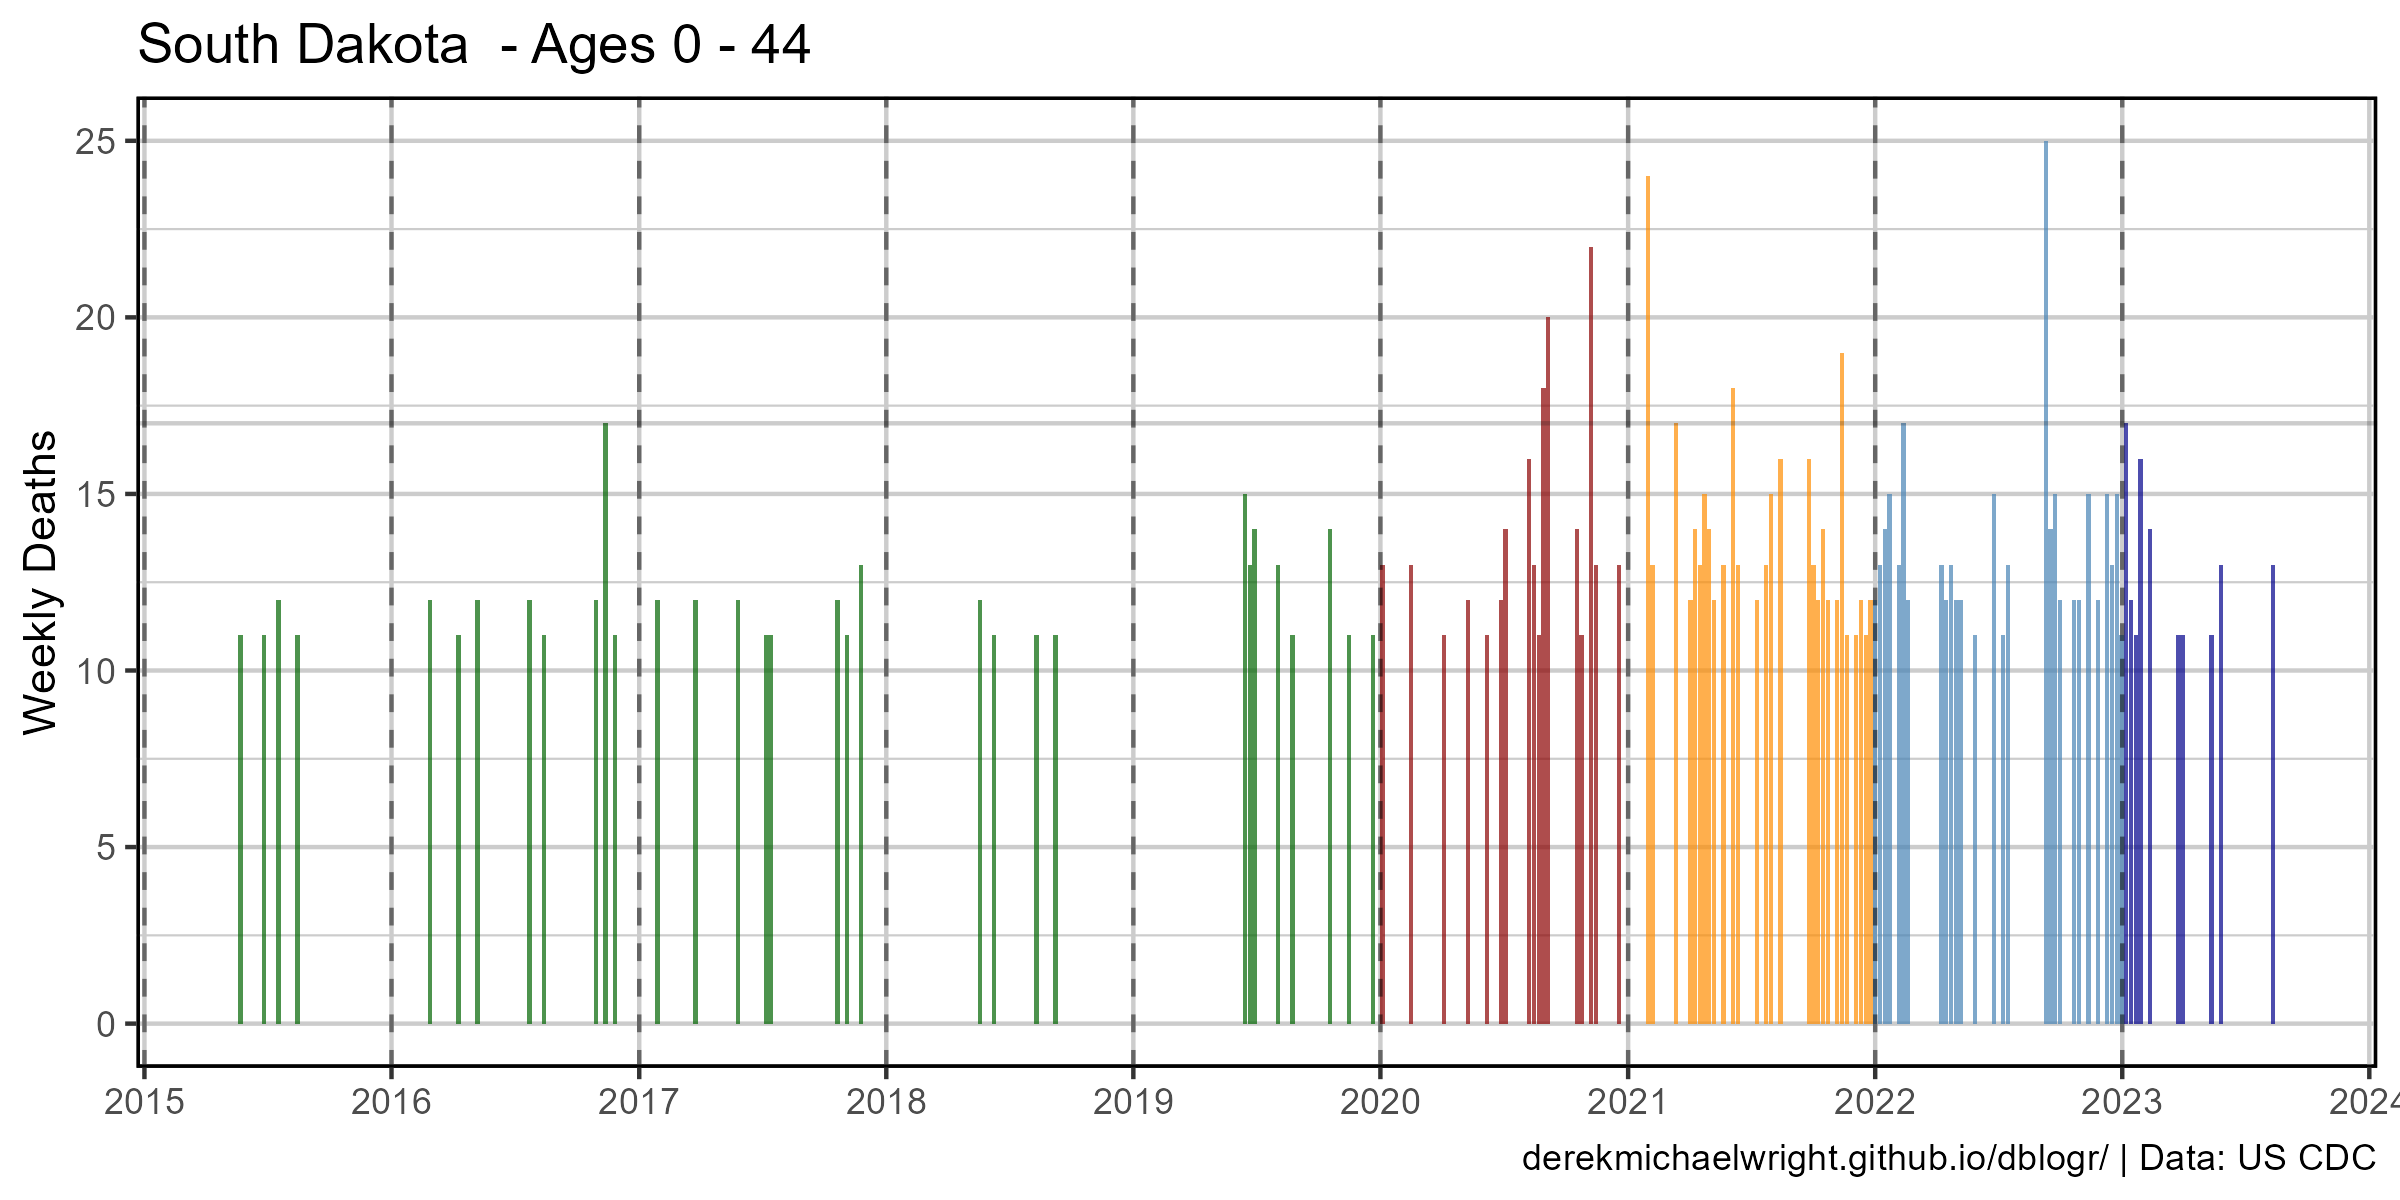 South Dakota  - Ages 0 - 44
Weekly Deaths
25
20
15
10
5
0
2015 2016 2017 2018 2019 2020 2021 2022 2023 2024
derekmichaelwright.github.io/dblogr/ | Data: US CDC